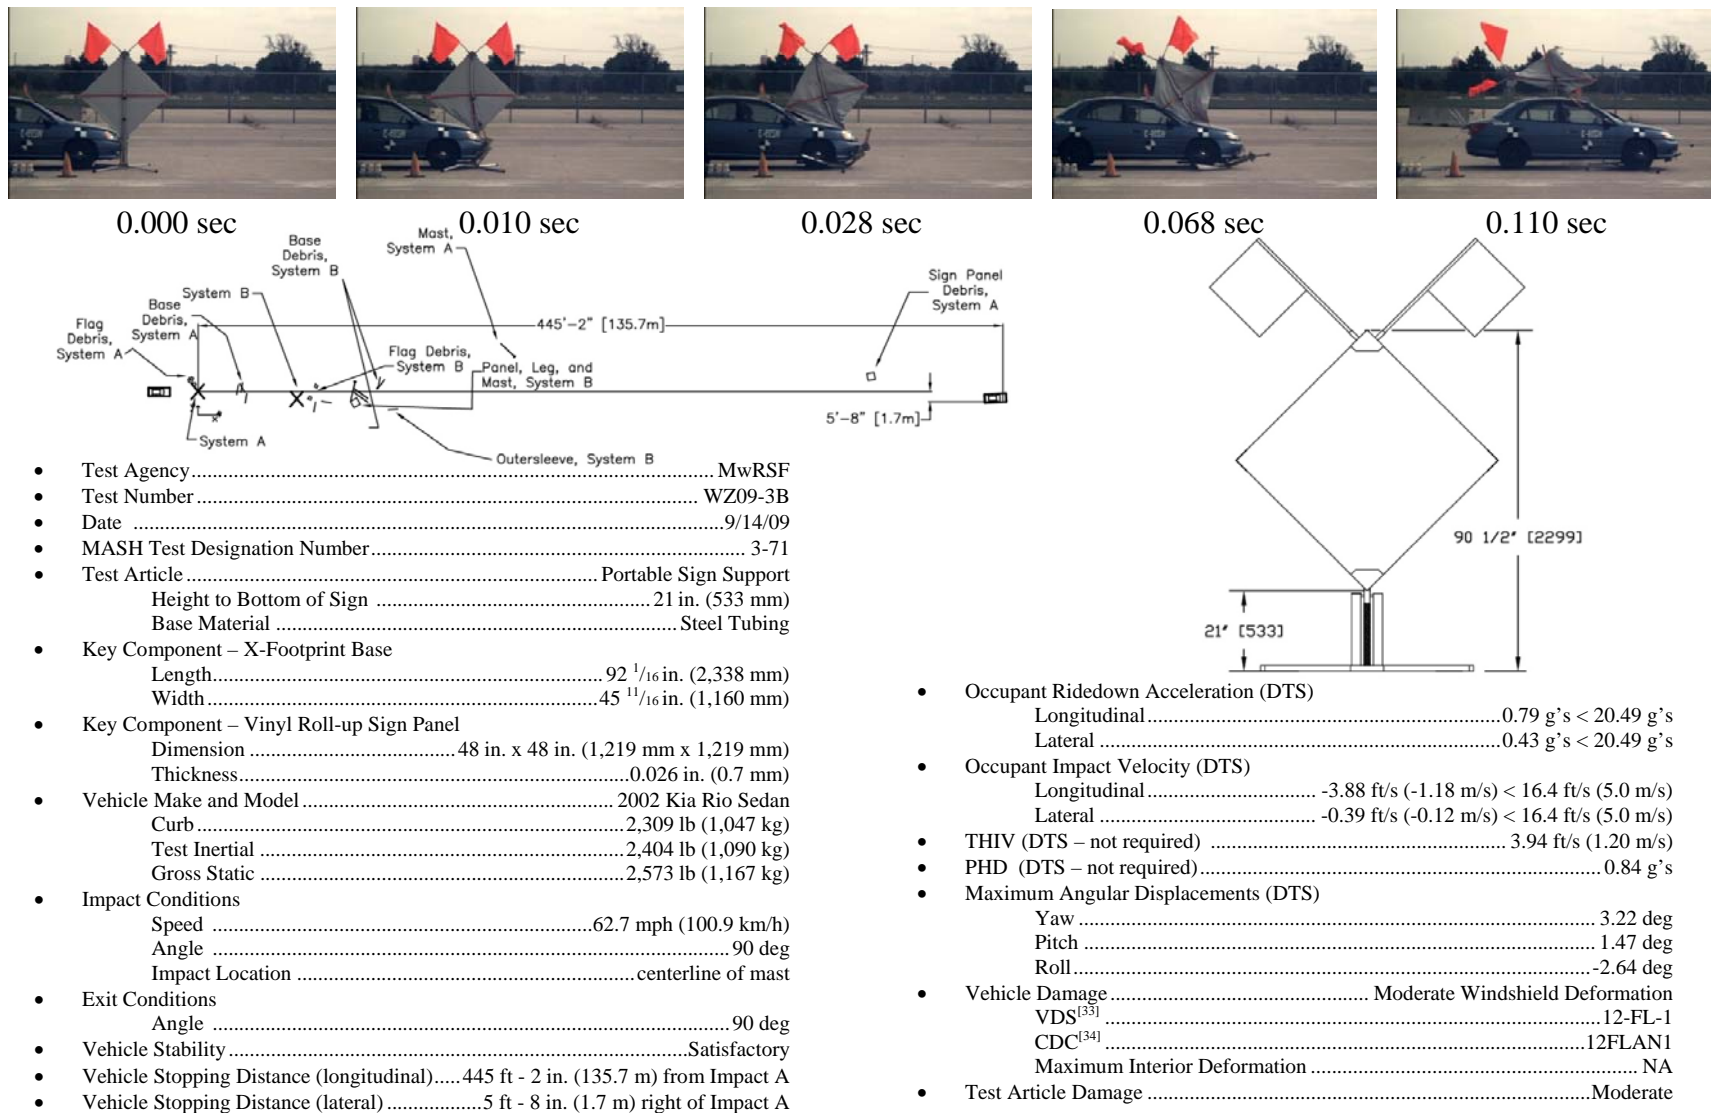 0.000 sec
0.010 sec
0.028 sec
0.068 sec
0.110 sec
Flag
Debris,
System A
Base
Debris,
System A
System B
Base
Debris,
System B
Mast,
System A
445'-2" [135.7m]
Flag Debris,
System B
Panel, Leg, and
Mast, System B
Sign Panel
Debris,
System A
5'-8" [1.7m]
System A
Outersleeve, System B
90 1/2" [2299]
21" [533]
• Test Agency MwRSF
• Test Number WZ09-3B
• Date 9/14/09
• MASH Test Designation Number 3-71
• Test Article Portable Sign Support
Height to Bottom of Sign 21 in. (533 mm)
Base Material Steel Tubing
• Key Component – X-Footprint Base
Length 92 1/16 in. (2,338 mm)
Width 45 11/16 in. (1,160 mm)
• Key Component – Vinyl Roll-up Sign Panel
Dimension 48 in. x 48 in. (1,219 mm x 1,219 mm)
Thickness 0.026 in. (0.7 mm)
• Vehicle Make and Model 2002 Kia Rio Sedan
Curb 2,309 lb (1,047 kg)
Test Inertial 2,404 lb (1,090 kg)
Gross Static 2,573 lb (1,167 kg)
• Impact Conditions
Speed 62.7 mph (100.9 km/h)
Angle 90 deg
Impact Location centerline of mast
• Exit Conditions
Angle 90 deg
• Vehicle Stability Satisfactory
• Vehicle Stopping Distance (longitudinal) 445 ft - 2 in. (135.7 m) from Impact A
• Vehicle Stopping Distance (lateral) 5 ft - 8 in. (1.7 m) right of Impact A
• Occupant Ridedown Acceleration (DTS)
Longitudinal 0.79 g's < 20.49 g's
Lateral 0.43 g's < 20.49 g's
• Occupant Impact Velocity (DTS)
Longitudinal -3.88 ft/s (-1.18 m/s) < 16.4 ft/s (5.0 m/s)
Lateral -0.39 ft/s (-0.12 m/s) < 16.4 ft/s (5.0 m/s)
• THIV (DTS – not required) 3.94 ft/s (1.20 m/s)
• PHD (DTS – not required) 0.84 g's
• Maximum Angular Displacements (DTS)
Yaw 3.22 deg
Pitch 1.47 deg
Roll -2.64 deg
• Vehicle Damage Moderate Windshield Deformation
VDS[33] 12-FL-1
CDC[34] 12FLAN1
Maximum Interior Deformation NA
• Test Article Damage Moderate